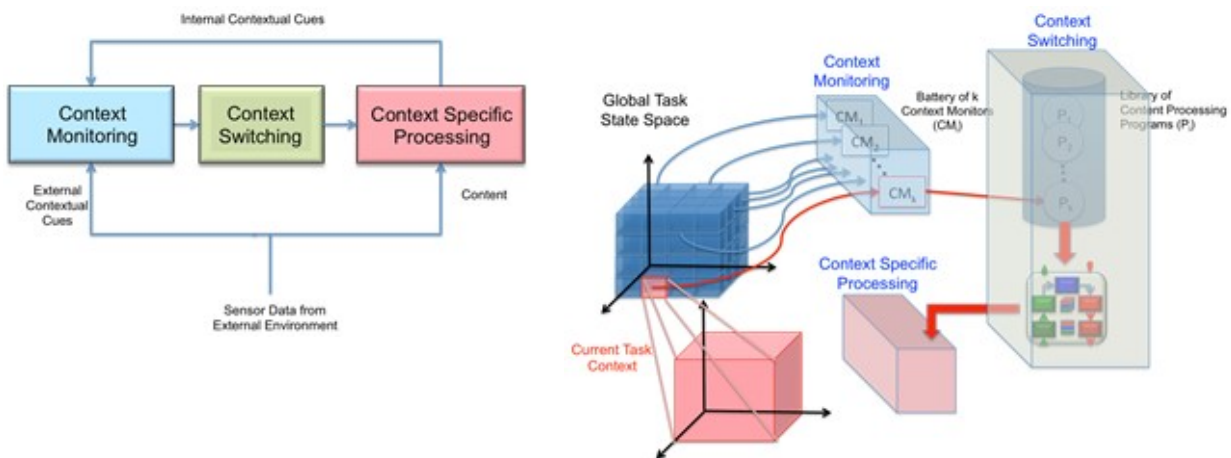 Internal Contextual Cues
Context
Monitoring
Context
Switching
Context Specific
Processing
External
Contextual
Cues
Content
Sensor Data from
External Environment
Global Task
State Space
Context
Monitoring
CM1
CM2
CMk
Battery of k
Context Monitors
(CMi)
Context
Switching
Library of
Content Processing
Programs (Pi)
P1
P2
Pk
Context Specific
Processing
Current Task
Context